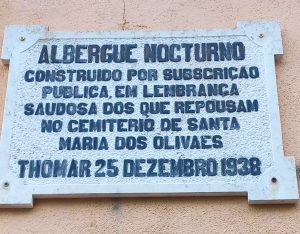 ALBERGUE NOCTURNO
CONSTRUIDO POR SUBSCRIÇÃO
PUBLICA, EM LEMBRANÇA
SAUDOSA DOS QUE REPOUSAM
NO CEMITERIO DE SANTA
MARIA DOS OLIVAES
THOMAR 25 DEZEMBRO 1938